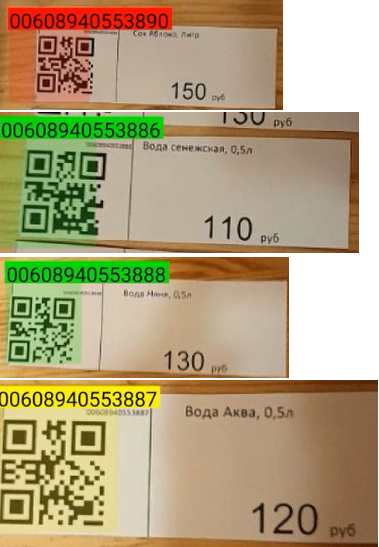 00608940553890
Сок Яблоко, Литр
150 руб
130 руб
00608940553886
Вода сенежская, 0,5л
110 руб
00608940553888
Вода Няня, 0,5л
130 руб
00608940553887
00608940553887
Вода Аква, 0,5л
120 руб